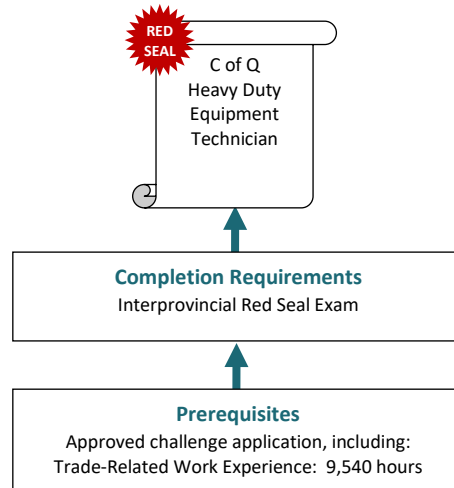 RED
SEAL
C of Q
Heavy Duty
Equipment
Technician
Completion Requirements
Interprovincial Red Seal Exam
Prerequisites
Approved challenge application, including:
Trade-Related Work Experience: 9,540 hours